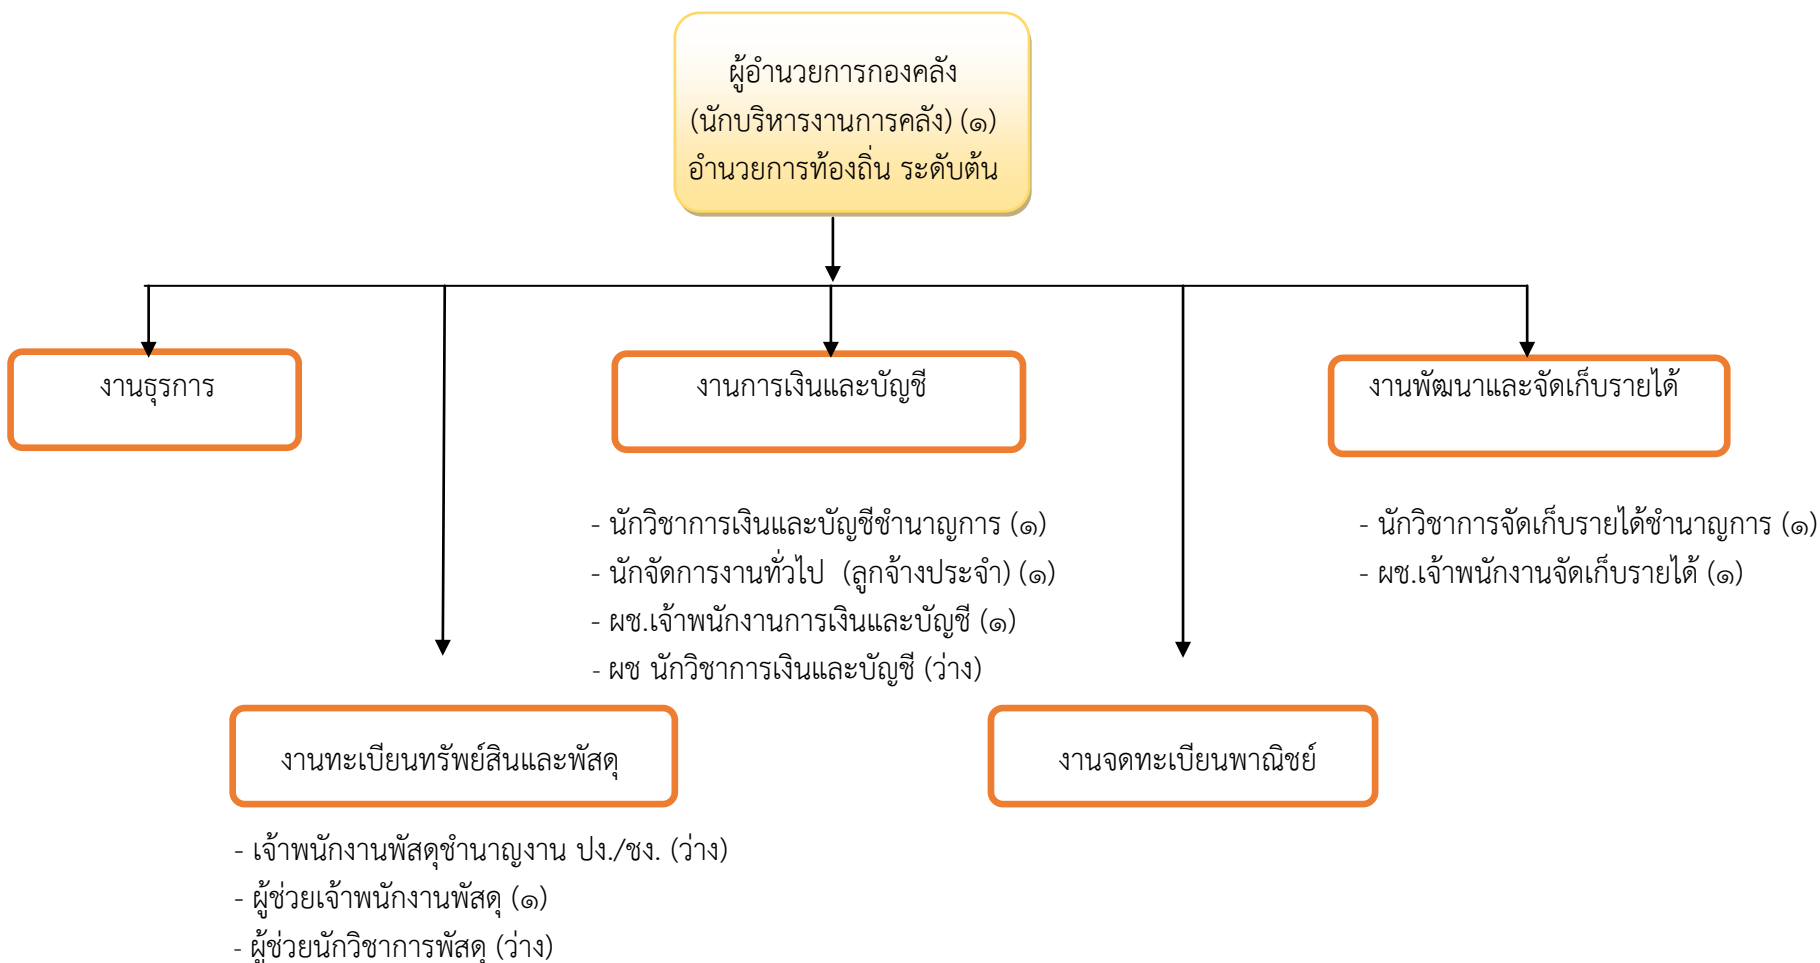 ผู้อำนวยการกองคลัง
(นักบริหารงานการคลัง) (๑)
อำนวยการท้องถิ่น ระดับต้น
งานธุรการ
งานการเงินและบัญชี
งานพัฒนาและจัดเก็บรายได้
- นักวิชาการเงินและบัญชีชำนาญการ (๑)
- นักจัดการงานทั่วไป (ลูกจ้างประจำ) (๑)
- ผช.เจ้าพนักงานการเงินและบัญชี (๑)
- ผช นักวิชาการเงินและบัญชี (ว่าง)
- นักวิชาการจัดเก็บรายได้ชำนาญการ (๑)
- ผช.เจ้าพนักงานจัดเก็บรายได้ (๑)
งานทะเบียนทรัพย์สินและพัสดุ
งานจดทะเบียนพาณิชย์
- เจ้าพนักงานพัสดุชำนาญงาน ปง./ชง. (ว่าง)
- ผู้ช่วยเจ้าพนักงานพัสดุ (๑)
- ผู้ช่วยนักวิชาการพัสดุ (ว่าง)